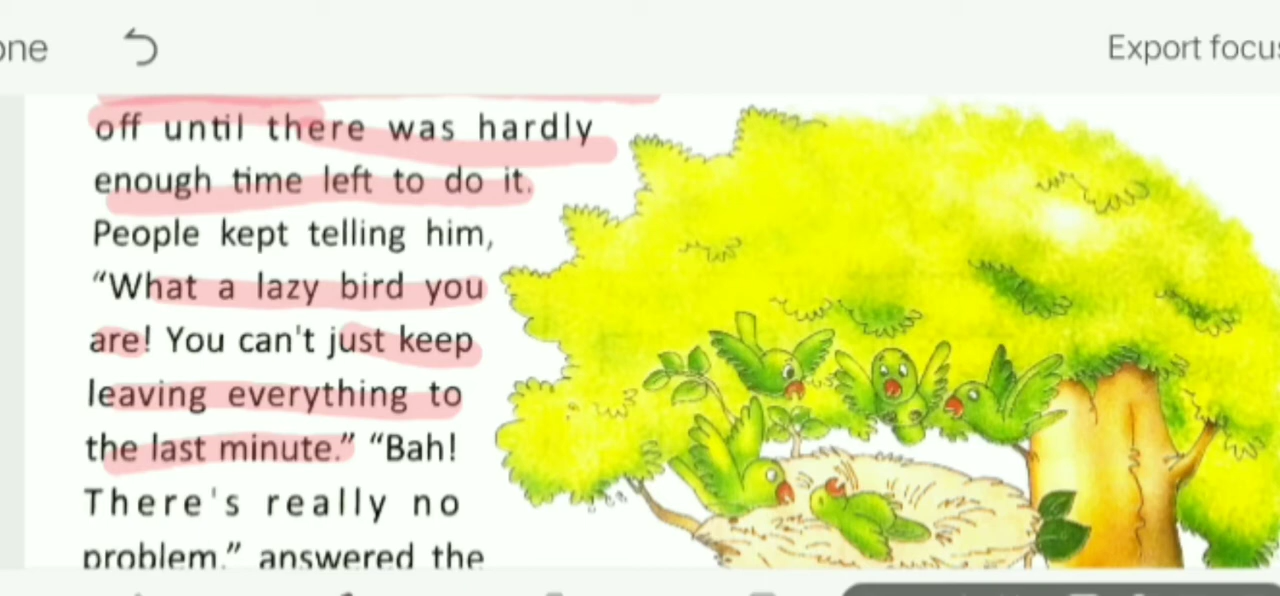 Export
off until there was hardly
enough time left to do it.
People kept telling him,
“What a lazy bird you
are! You can't just keep
leaving everything to
the last minute.” “Bah!
There's really no
problem.” answered the